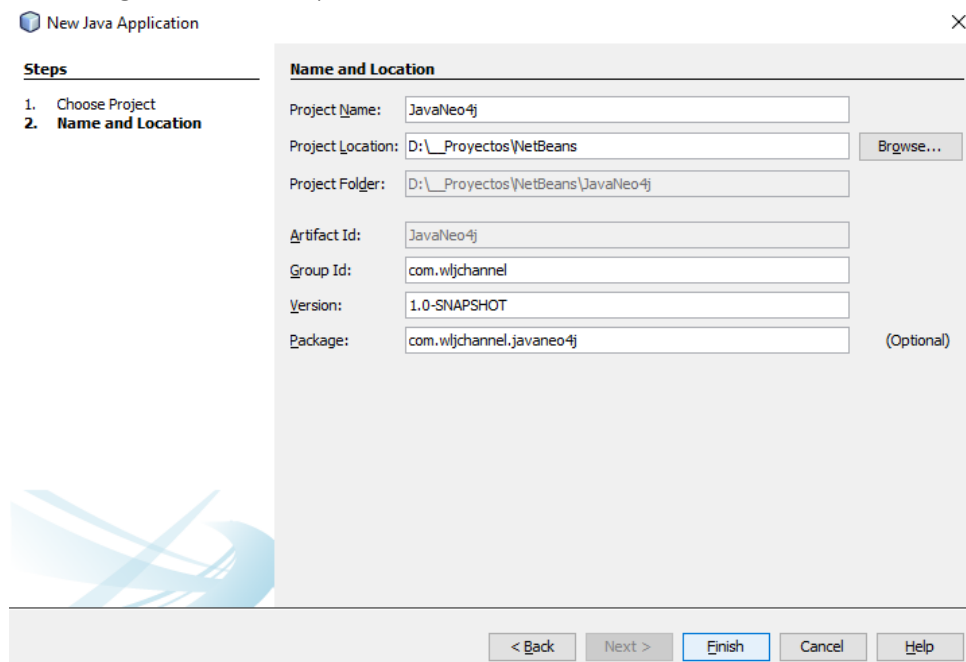 New Java Application
Steps
1. Choose Project
2. Name and Location
Name and Location
Project Name: JavaNeo4j
Project Location: D:\__Proyectos\NetBeans Browse...
Project Folder: D:\__Proyectos\NetBeans\JavaNeo4j
Artifact Id: JavaNeo4j
Group Id: com.wljchannel
Version: 1.0-SNAPSHOT
Package: com.wljchannel.javaneo4j (Optional)
< Back Next > Finish Cancel Help